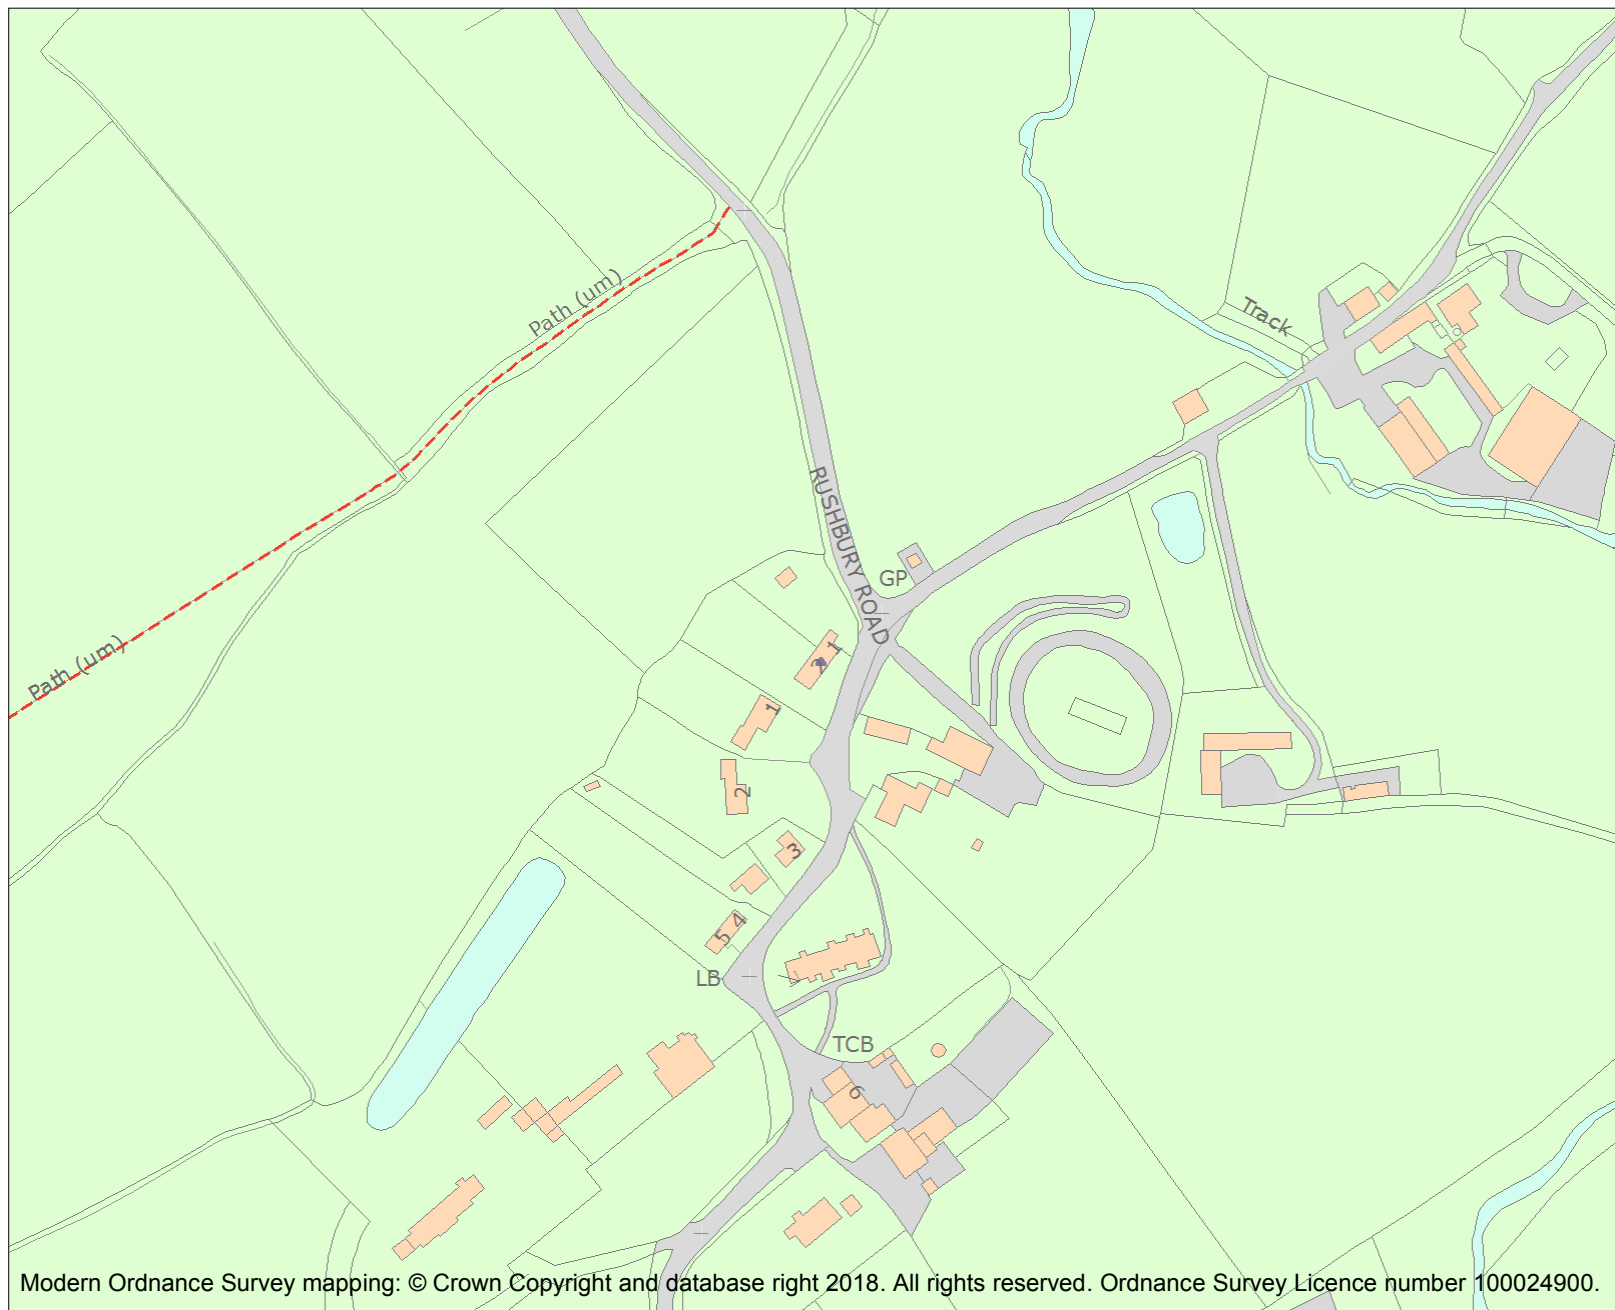 Path (um)
Track
RUSHBURY ROAD
GP
Path (um)
1
2
1
2
3
4
5
LB
1
TCB
6
Modern Ordnance Survey mapping: © Crown Copyright and database right 2018. All rights reserved. Ordnance Survey Licence number 100024900.